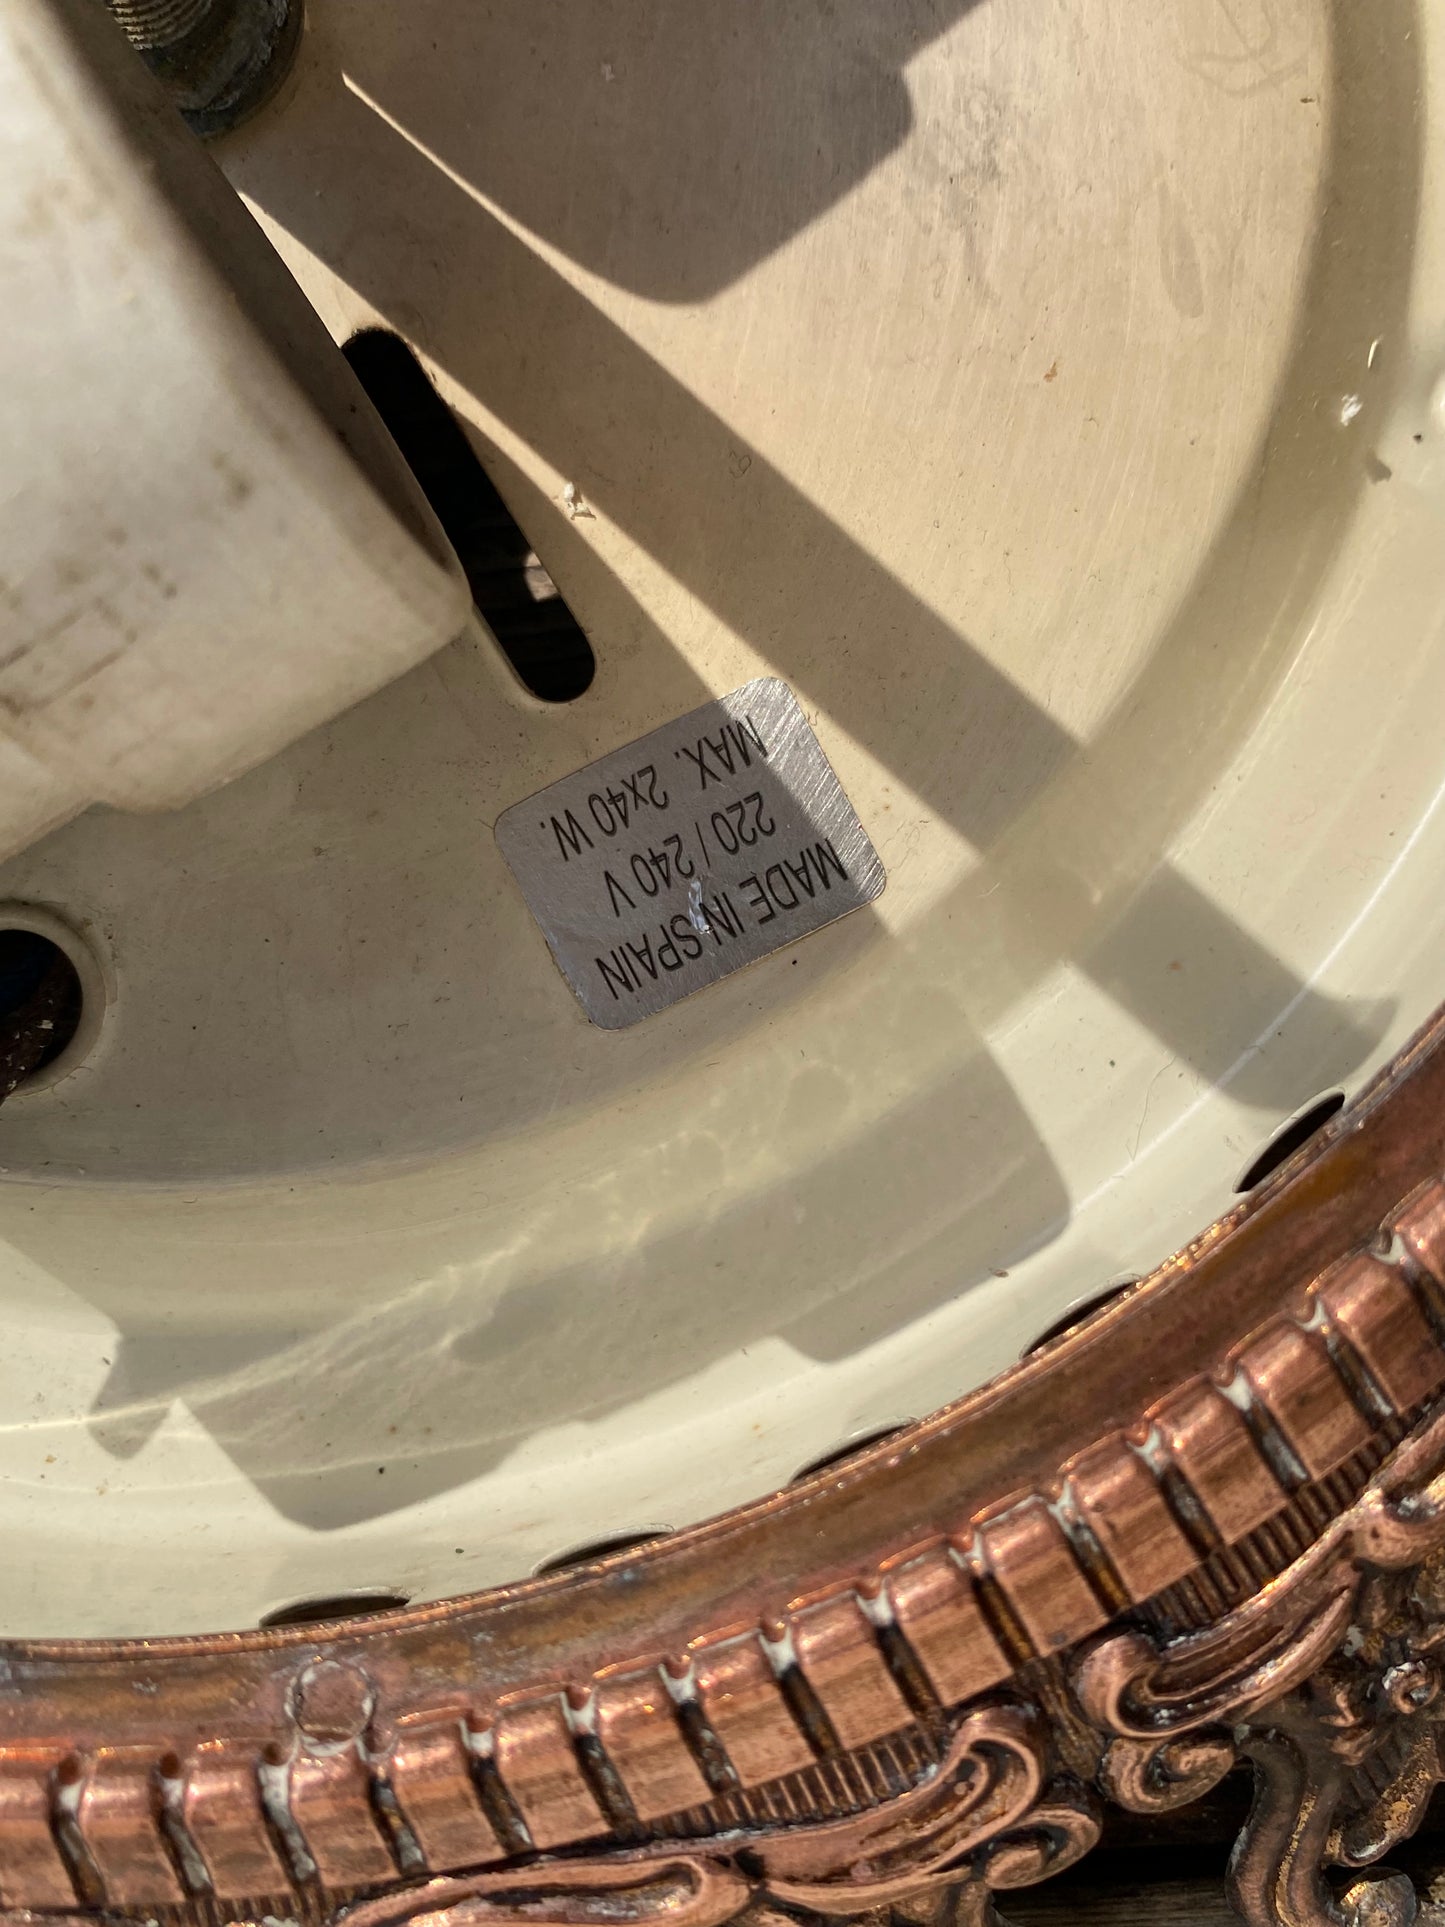 MADE IN SPAIN
220 / 240 V
MAX. 2x40 W.